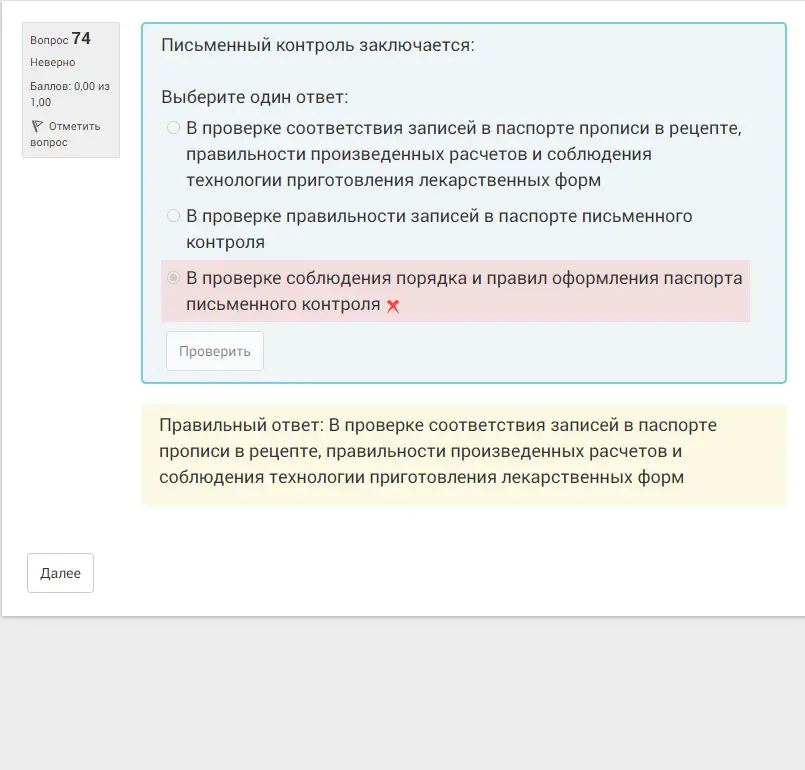 Вопрос 74
Неверно
Баллов: 0,00 из
1,00
Отметить
вопрос
Письменный контроль заключается:
Выберите один ответ:
В проверке соответствия записей в паспорте прописи в рецепте,
правильности произведенных расчетов и соблюдения
технологии приготовления лекарственных форм
В проверке правильности записей в паспорте письменного
контроля
В проверке соблюдения порядка и правил оформления паспорта
письменного контроля
Проверить
Правильный ответ: В проверке соответствия записей в паспорте
прописи в рецепте, правильности произведенных расчетов и
соблюдения технологии приготовления лекарственных форм
Далее